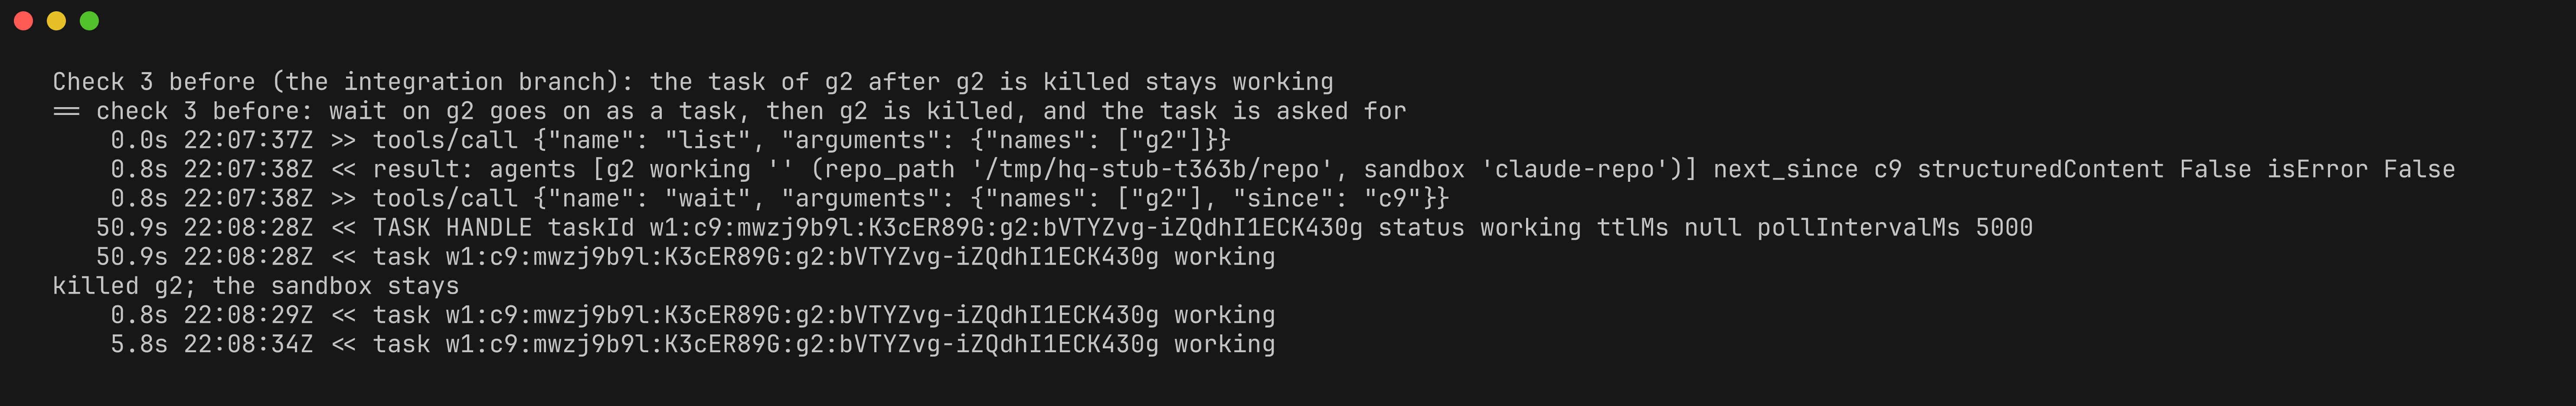 Check 3 before (the integration branch): the task of g2 after g2 is killed stays working
== check 3 before: wait on g2 goes on as a task, then g2 is killed, and the task is asked for
0.0s 22:07:37Z >> tools/call {"name": "list", "arguments": {"names": ["g2"]}}
0.8s 22:07:38Z << result: agents [g2 working '' (repo_path '/tmp/hq-stub-t363b/repo', sandbox 'claude-repo')] next_since c9 structuredContent False isError False
0.8s 22:07:38Z >> tools/call {"name": "wait", "arguments": {"names": ["g2"], "since": "c9"}}
50.9s 22:08:28Z << TASK HANDLE taskId w1:c9:mwzj9b9l:K3cER89G:g2:bVTYZvg-iZQdhI1ECK430g status working ttlMs null pollIntervalMs 5000
50.9s 22:08:28Z << task w1:c9:mwzj9b9l:K3cER89G:g2:bVTYZvg-iZQdhI1ECK430g working
killed g2; the sandbox stays
0.8s 22:08:29Z << task w1:c9:mwzj9b9l:K3cER89G:g2:bVTYZvg-iZQdhI1ECK430g working
5.8s 22:08:34Z << task w1:c9:mwzj9b9l:K3cER89G:g2:bVTYZvg-iZQdhI1ECK430g working